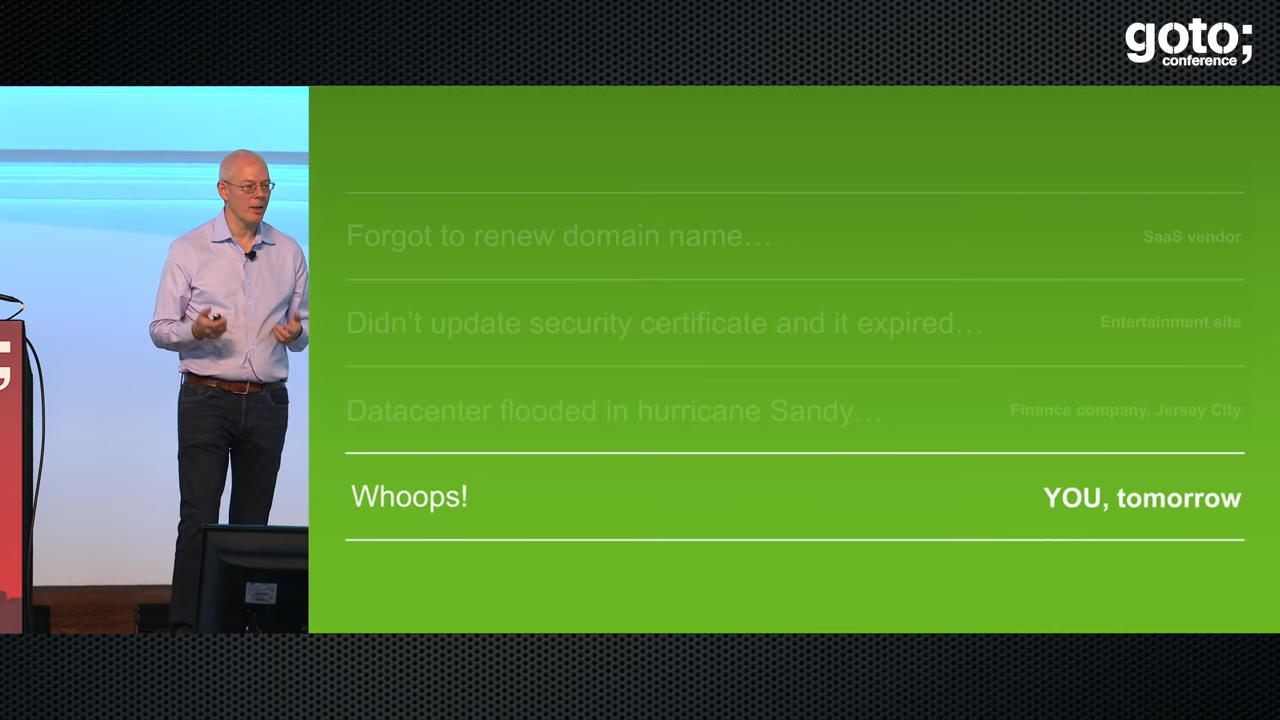 goto;
conference
Forgot to renew domain name… SaaS vendor
Didn’t update security certificate and it expired… Entertainment site
Datacenter flooded in hurricane Sandy… Finance company, Jersey City
Whoops! YOU, tomorrow